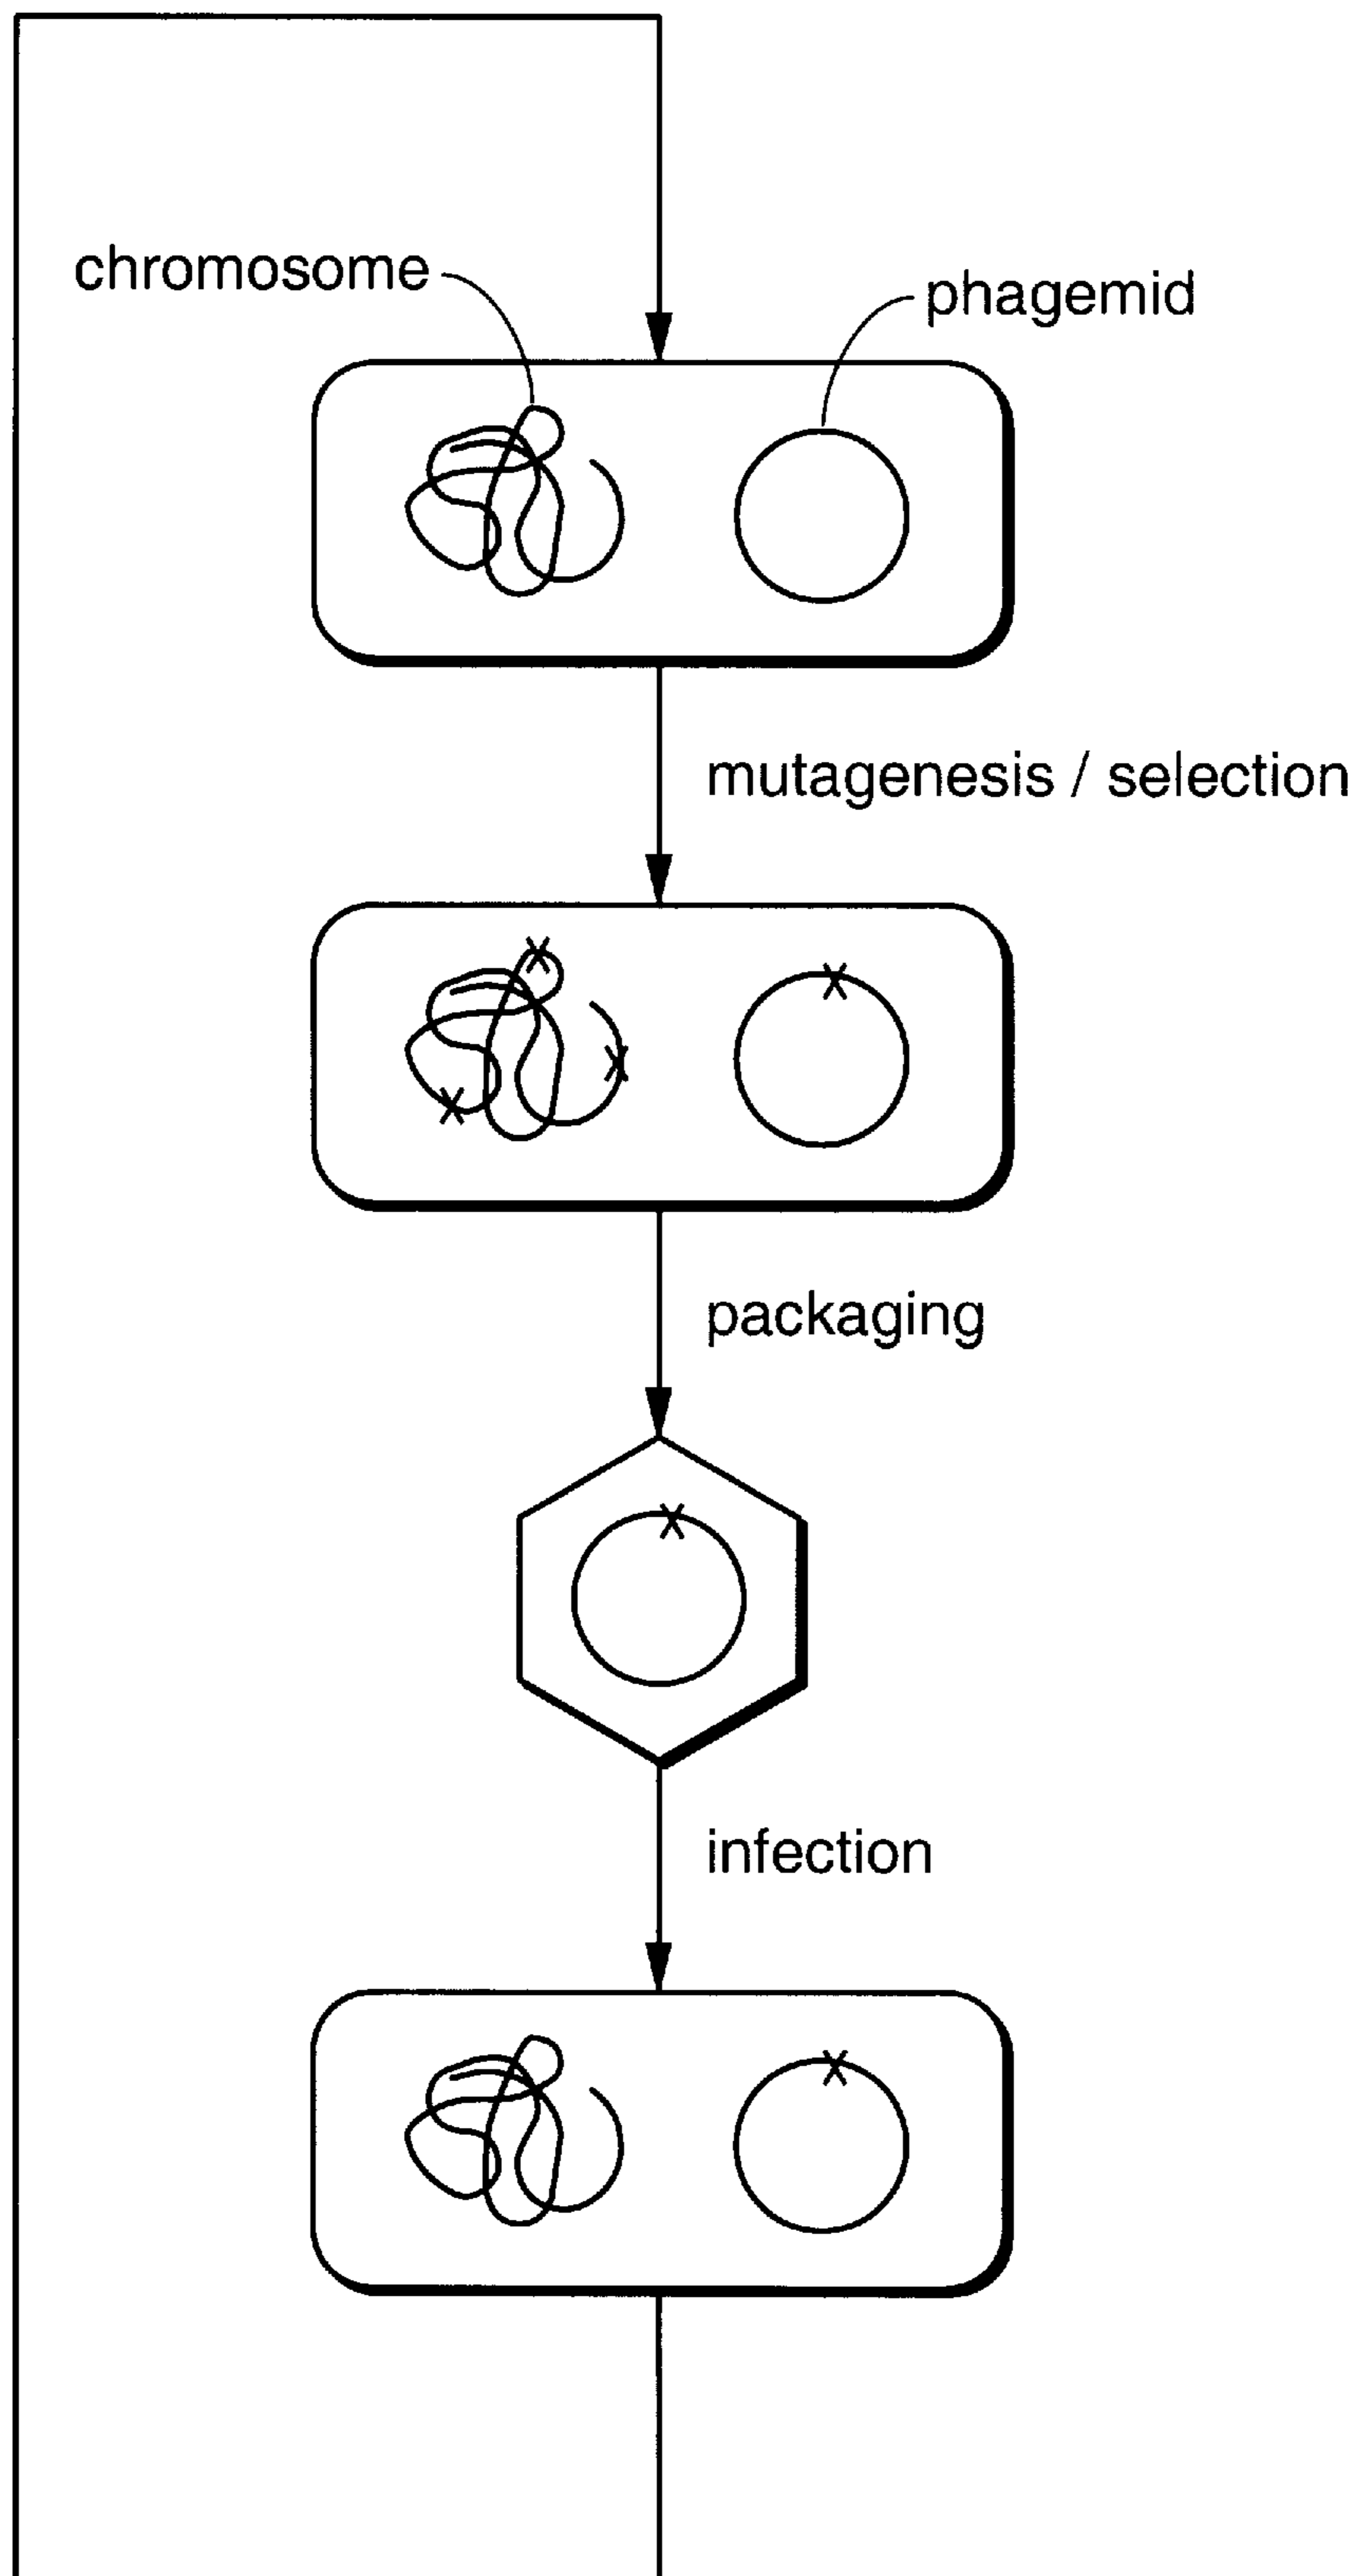 chromosome
phagemid
mutagenesis / selection
packaging
infection